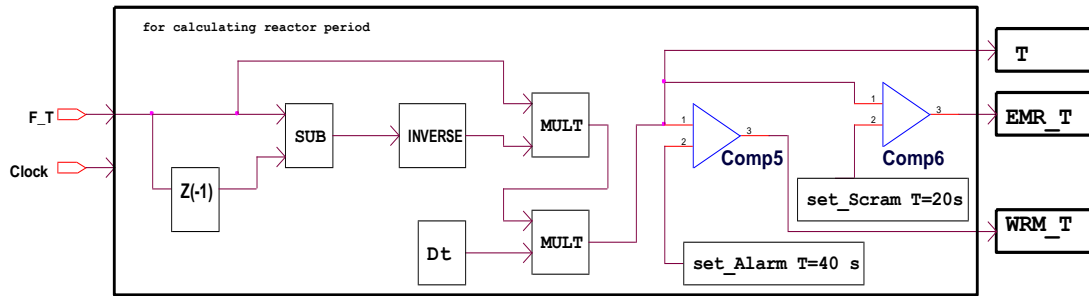 for calculating reactor period
T
F_T
SUB
INVERSE
MULT
1
2
3
Comp5
1
2
3
Comp6
EMR_T
Clock
Z(-1)
set_Scram T=20s
MULT
Dt
WRM_T
set_Alarm T=40 s